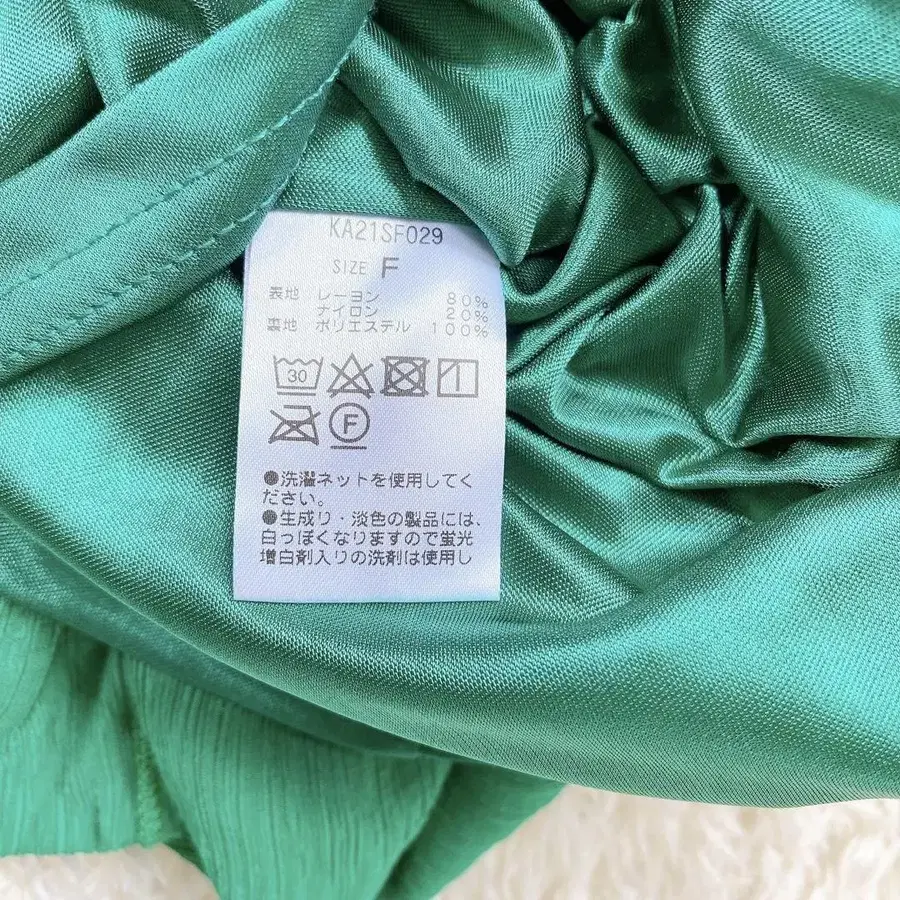 KA21SF029
SIZE F
表地 レーヨン 80%
ナイロン 20%
裏地 ポリエステル 100%
30
F
●洗濯ネットを使用してく
ださい。
●生成り・淡色の製品には、
白っぽくなりますので蛍光
増白剤入りの洗剤は使用し